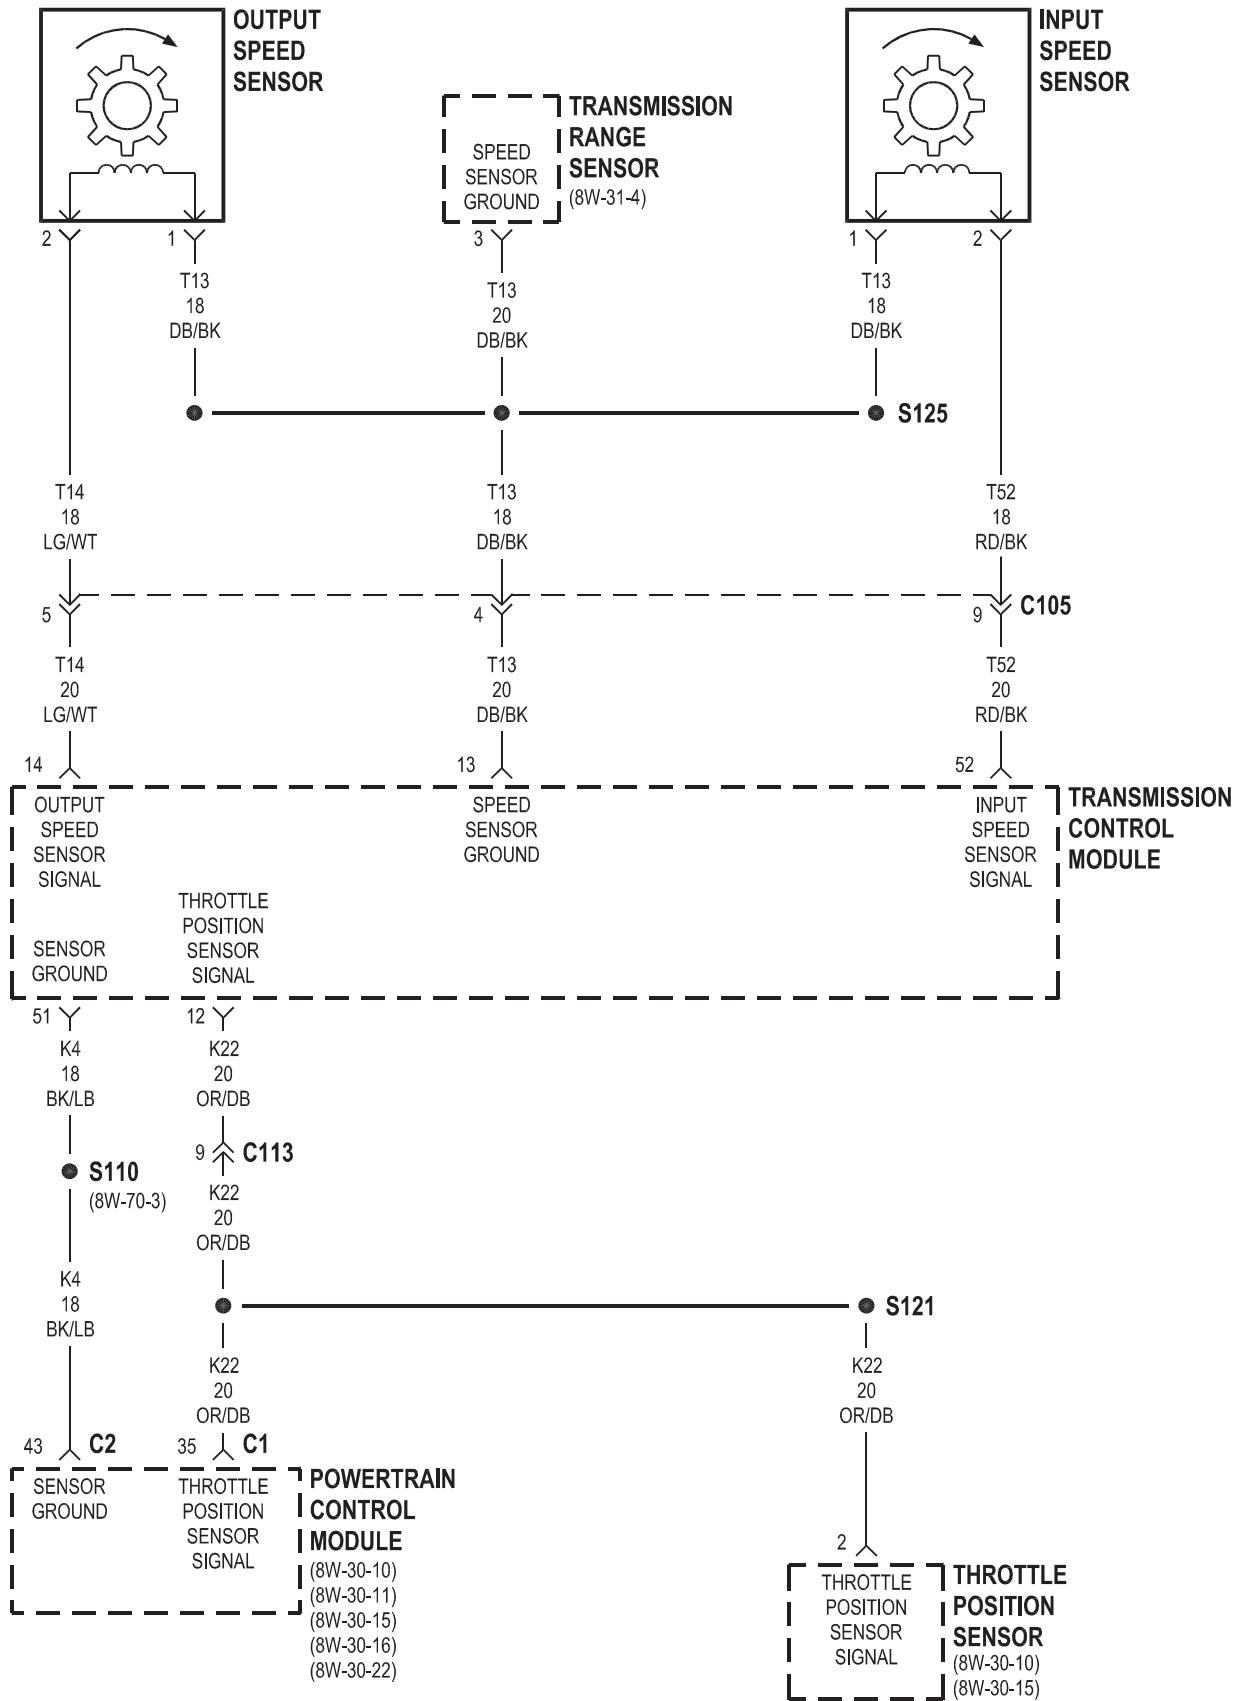 OUTPUT
SPEED
SENSOR
INPUT
SPEED
SENSOR
TRANSMISSION
RANGE
SENSOR
(8W-31-4)
SPEED
SENSOR
GROUND
2
1
3
1
2
T13
18
DB/BK
T13
20
DB/BK
T13
18
DB/BK
S125
T14
18
LG/WT
T13
18
DB/BK
T52
18
RD/BK
5
4
9
C105
T14
20
LG/WT
T13
20
DB/BK
T52
20
RD/BK
14
13
52
OUTPUT
SPEED
SENSOR
SIGNAL
SPEED
SENSOR
GROUND
INPUT
SPEED
SENSOR
SIGNAL
TRANSMISSION
CONTROL
MODULE
SENSOR
GROUND
THROTTLE
POSITION
SENSOR
SIGNAL
51
12
K4
18
BK/LB
K22
20
OR/DB
9
C113
S110
(8W-70-3)
K22
20
OR/DB
K4
18
BK/LB
S121
K22
20
OR/DB
K22
20
OR/DB
43
C2
35
C1
SENSOR
GROUND
THROTTLE
POSITION
SENSOR
SIGNAL
POWERTRAIN
CONTROL
MODULE
(8W-30-10)
(8W-30-11)
(8W-30-15)
(8W-30-16)
(8W-30-22)
2
THROTTLE
POSITION
SENSOR
SIGNAL
THROTTLE
POSITION
SENSOR
(8W-30-10)
(8W-30-15)